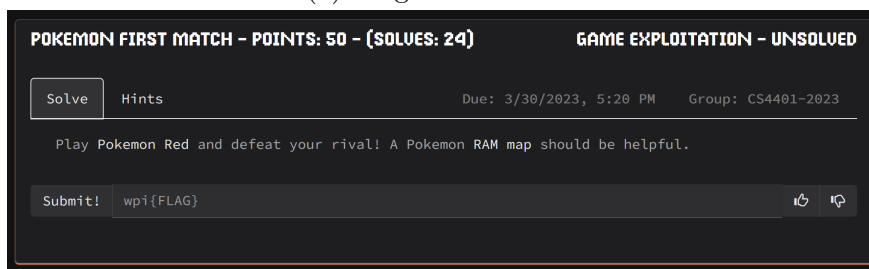 POKEMON FIRST MATCH - POINTS: 50 - (SOLVES: 24) GAME EXPLOITATION - UNSOLVED
Solve Hints Due: 3/30/2023, 5:20 PM Group: CS4401-2023
Play Pokemon Red and defeat your rival! A Pokemon RAM map should be helpful.
Submit! wpi{FLAG}